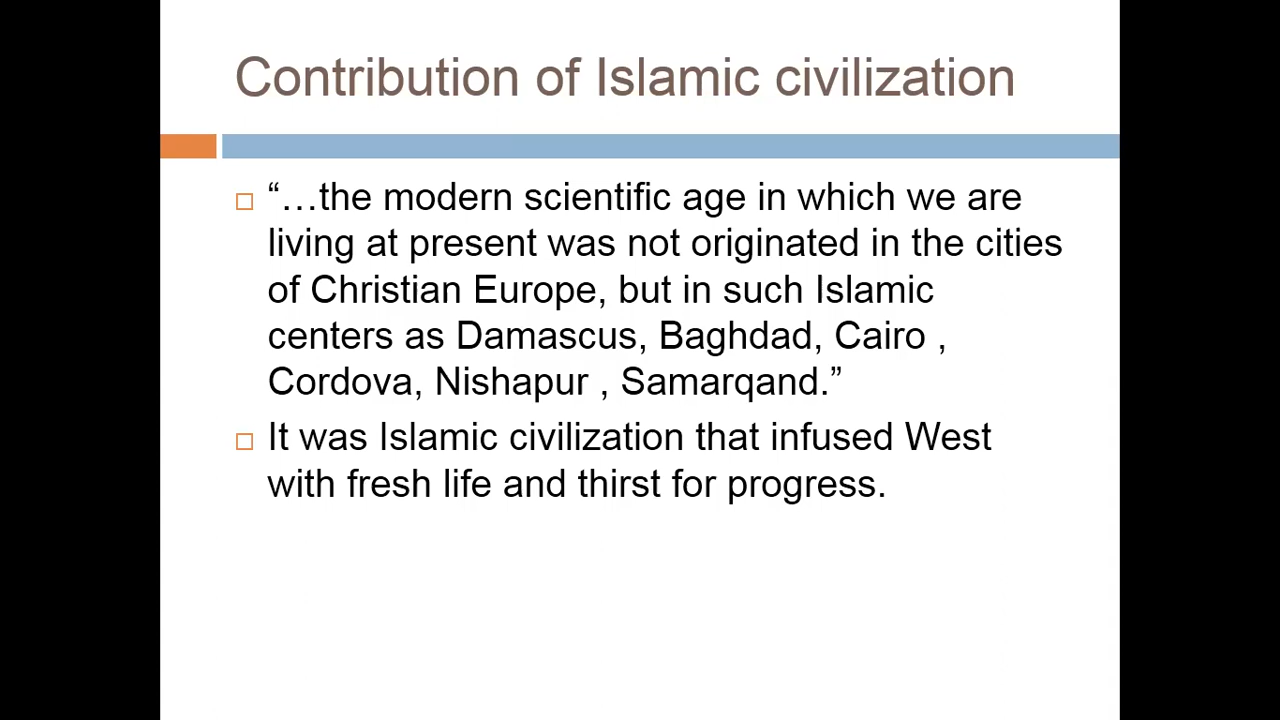 Contribution of Islamic civilization
“…the modern scientific age in which we are
living at present was not originated in the cities
of Christian Europe, but in such Islamic
centers as Damascus, Baghdad, Cairo ,
Cordova, Nishapur , Samarqand.”
It was Islamic civilization that infused West
with fresh life and thirst for progress.